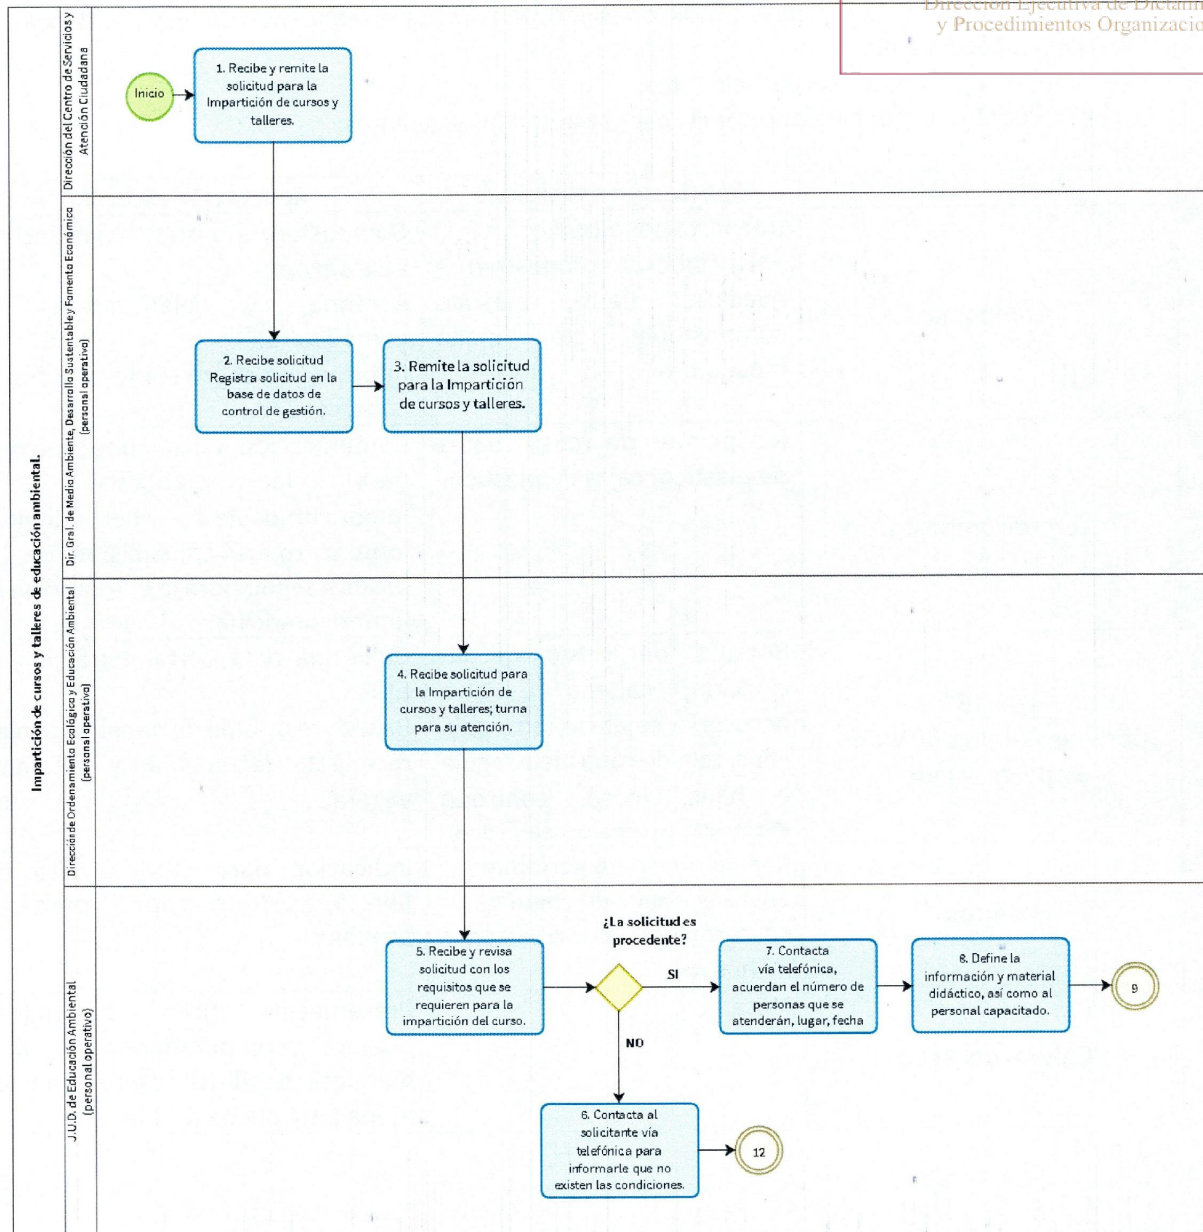 y Procedimientos Organizacio
Impartición de cursos y talleres de educación ambiental.
Dirección del Centro de Servicios y
Atención Ciudadana
Inicio
1. Recibe y remite la
solicitud para la
Impartición de cursos y
talleres.
Dir. Gral. de Medio Ambiente, Desarrollo Sustentable y Fomento Económico
(personal operativo)
2. Recibe solicitud
Registra solicitud en la
base de datos de
control de gestión.
3. Remite la solicitud
para la Impartición
de cursos y talleres.
Dirección de Ordenamiento Ecológico y Educación Ambiental
(personal operativo)
4. Recibe solicitud para
la Impartición de
cursos y talleres; turna
para su atención.
J.U.D. de Educación Ambiental
(personal operativo)
5. Recibe y revisa
solicitud con los
requisitos que se
requieren para la
impartición del curso.
¿La solicitud es
procedente?
SI
NO
7. Contacta
vía telefónica,
acuerdan el número de
personas que se
atenderán, lugar, fecha
8. Define la
información y material
didáctico, así como al
personal capacitado.
9
6. Contacta al
solicitante vía
telefónica para
informarle que no
existen las condiciones.
12